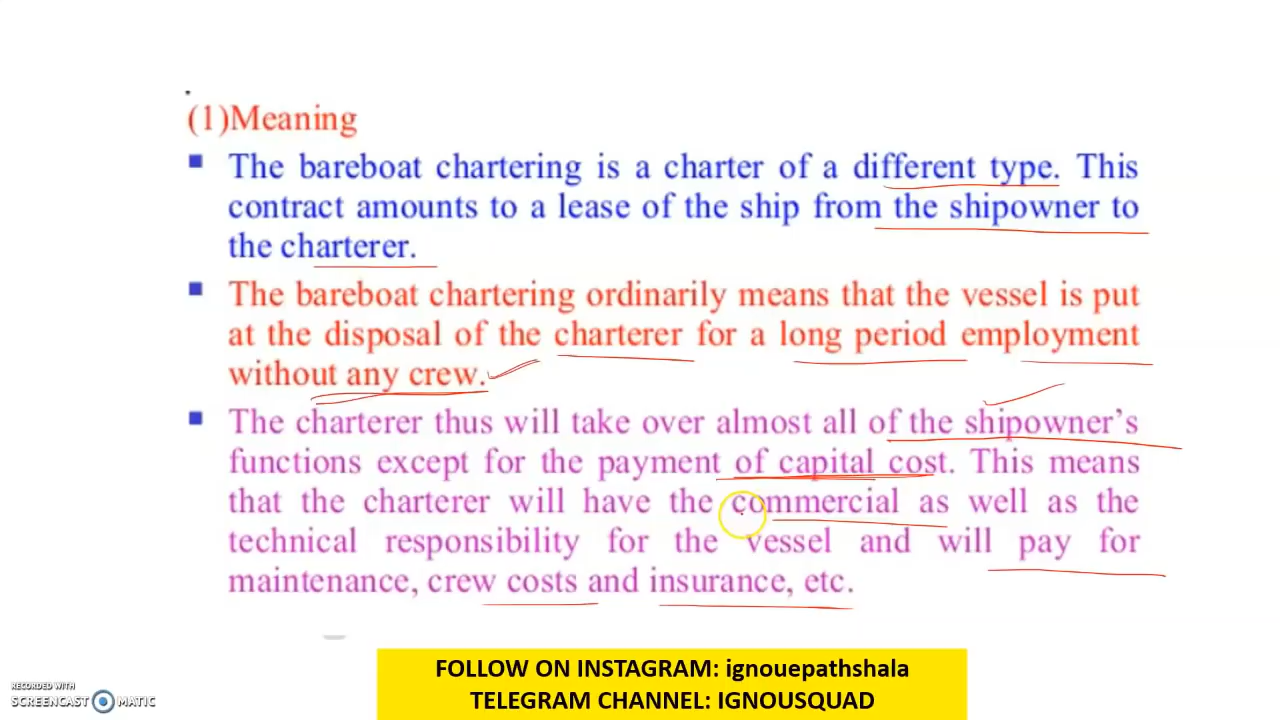 (1)Meaning
The bareboat chartering is a charter of a different type. This
contract amounts to a lease of the ship from the shipowner to
the charterer.
The bareboat chartering ordinarily means that the vessel is put
at the disposal of the charterer for a long period employment
without any crew.
The charterer thus will take over almost all of the shipowner's
functions except for the payment of capital cost. This means
that the charterer will have the commercial as well as the
technical responsibility for the vessel and will pay for
maintenance, crew costs and insurance, etc.
FOLLOW ON INSTAGRAM: ignouepathshala
TELEGRAM CHANNEL: IGNOUSQUAD
RECORDED WITH
SCREENCAST MATIC